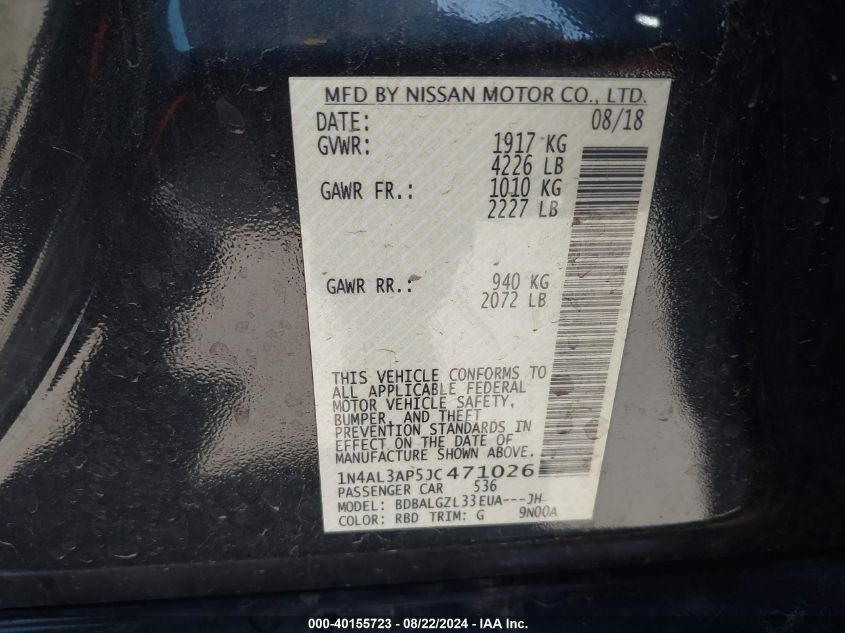 MFD BY NISSAN MOTOR CO., LTD.
DATE: 08/18
GVWR: 1917 KG
4226 LB
GAWR FR.: 1010 KG
2227 LB
GAWR RR.: 940 KG
2072 LB
THIS VEHICLE CONFORMS TO
ALL APPLICABLE FEDERAL
MOTOR VEHICLE SAFETY,
BUMPER, AND THEFT
PREVENTION STANDARDS IN
EFFECT ON THE DATE OF
MANUFACTURE SHOWN ABOVE.
1N4AL3AP5JC471026
PASSENGER CAR 536
MODEL: BDBALGZL33EUA---JH
COLOR: RBD TRIM: G 9N00A
000-40155723 - 08/22/2024 - IAA Inc.